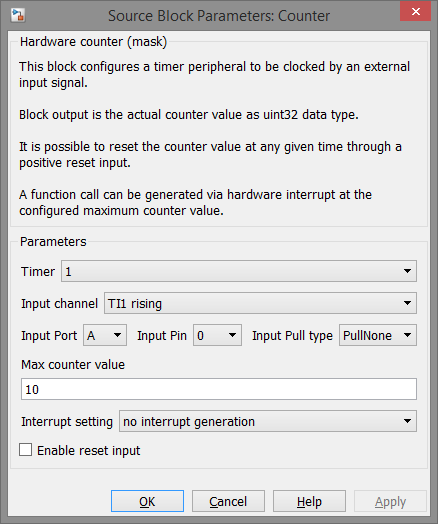 Source Block Parameters: Counter
Hardware counter (mask)
This block configures a timer peripheral to be clocked by an external
input signal.
Block output is the actual counter value as uint32 data type.
It is possible to reset the counter value at any given time through a
positive reset input.
A function call can be generated via hardware interrupt at the
configured maximum counter value.
Parameters
Timer 1
Input channel TI1 rising
Input Port A Input Pin 0 Input Pull type PullNone
Max counter value
10
Interrupt setting no interrupt generation
Enable reset input
OK Cancel Help Apply